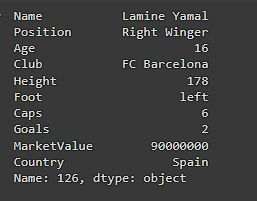 Name Lamine Yamal
Position Right Winger
Age 16
Club FC Barcelona
Height 178
Foot left
Caps 6
Goals 2
MarketValue 90000000
Country Spain
Name: 126, dtype: object